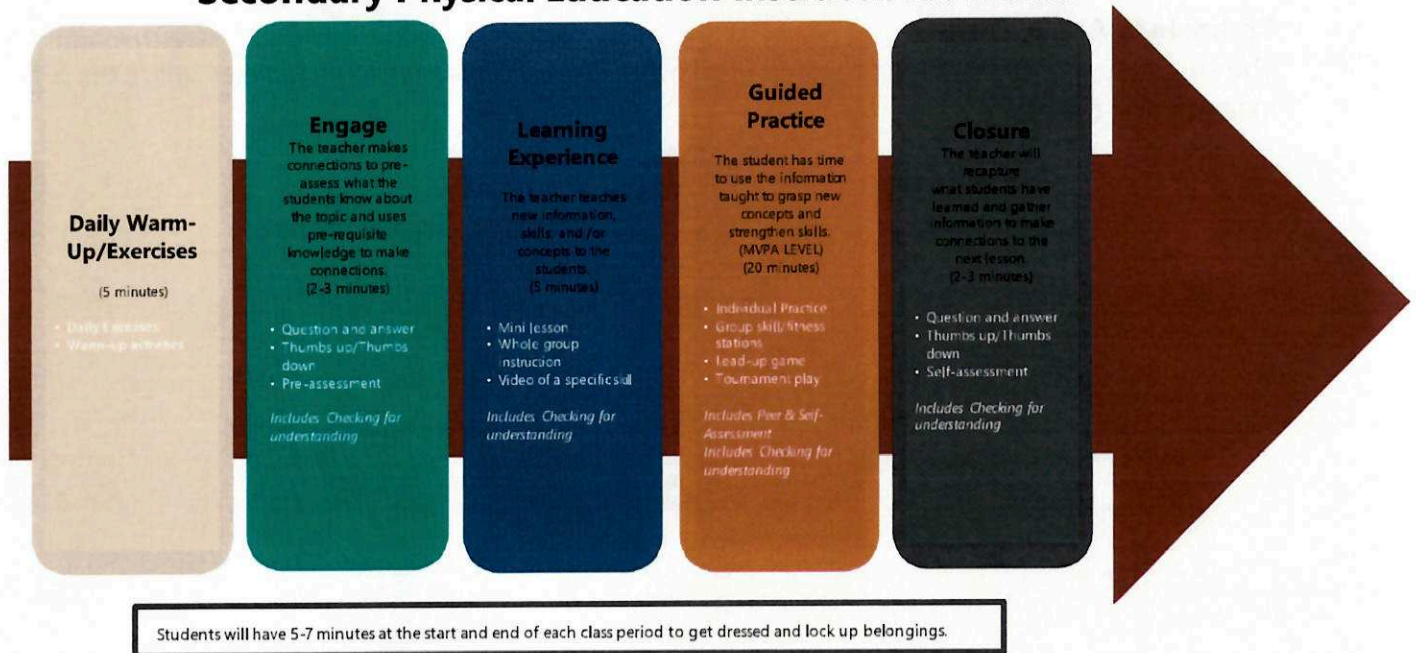 Secondary Physical Education
Daily Warm-
Up/Exercises
(5 minutes)
• Daily Exercises
• Warm-up activities
Engage
The teacher makes
connections to pre-
assess what the
students know about
the topic and uses
pre-requisite
knowledge to make
connections.
(2-3 minutes)
• Question and answer
• Thumbs up/Thumbs
down
• Pre-assessment
Includes Checking for
understanding
Learning
Experience
The teacher teaches
new information,
skills, and /or
concepts to the
students.
(5 minutes)
• Mini lesson
• Whole group
instruction
• Video of a specific skill
Includes Checking for
understanding
Guided
Practice
The student has time
to use the information
taught to grasp new
concepts and
strengthen skills.
(MVPA LEVEL)
(20 minutes)
• Individual Practice
• Group skill/fitness
stations
• Lead-up game
• Tournament play
Includes Peer & Self-
Assessment
Includes Checking for
understanding
Closure
The teacher will
recapture
what students have
learned and gather
information to make
connections to the
next lesson.
(2-3 minutes)
• Question and answer
• Thumbs up/Thumbs
down
• Self-assessment
Includes Checking for
understanding
Students will have 5-7 minutes at the start and end of each class period to get dressed and lock up belongings.